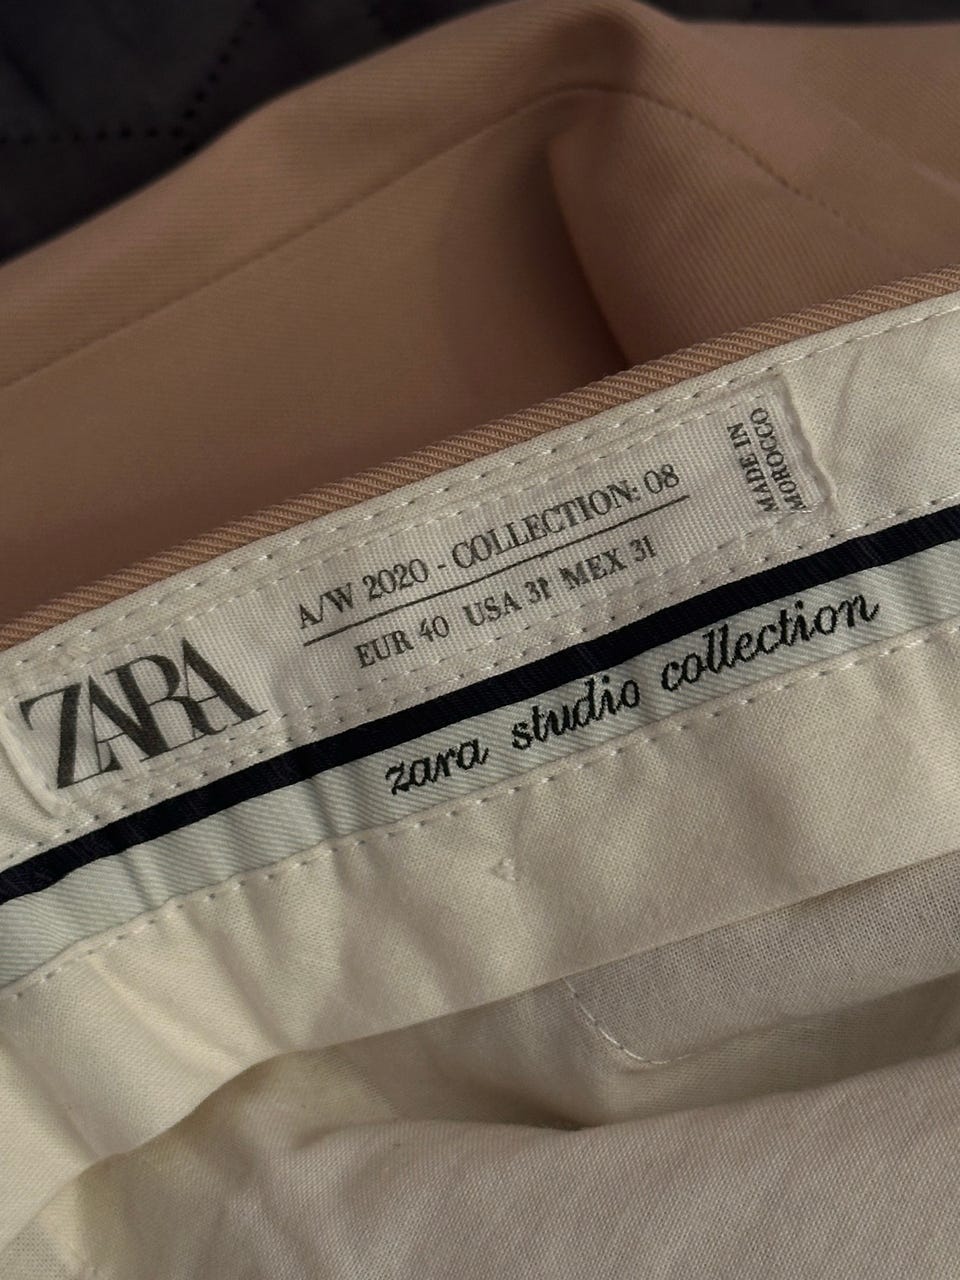 ZARA
A/W 2020 - COLLECTION: 08
EUR 40 USA 31 MEX 31
MADE IN
MOROCCO
zara studio collection